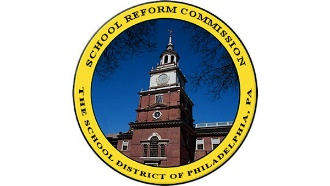 SCHOOL REFORM COMMISSION
THE SCHOOL DISTRICT OF PHILADELPHIA, PA